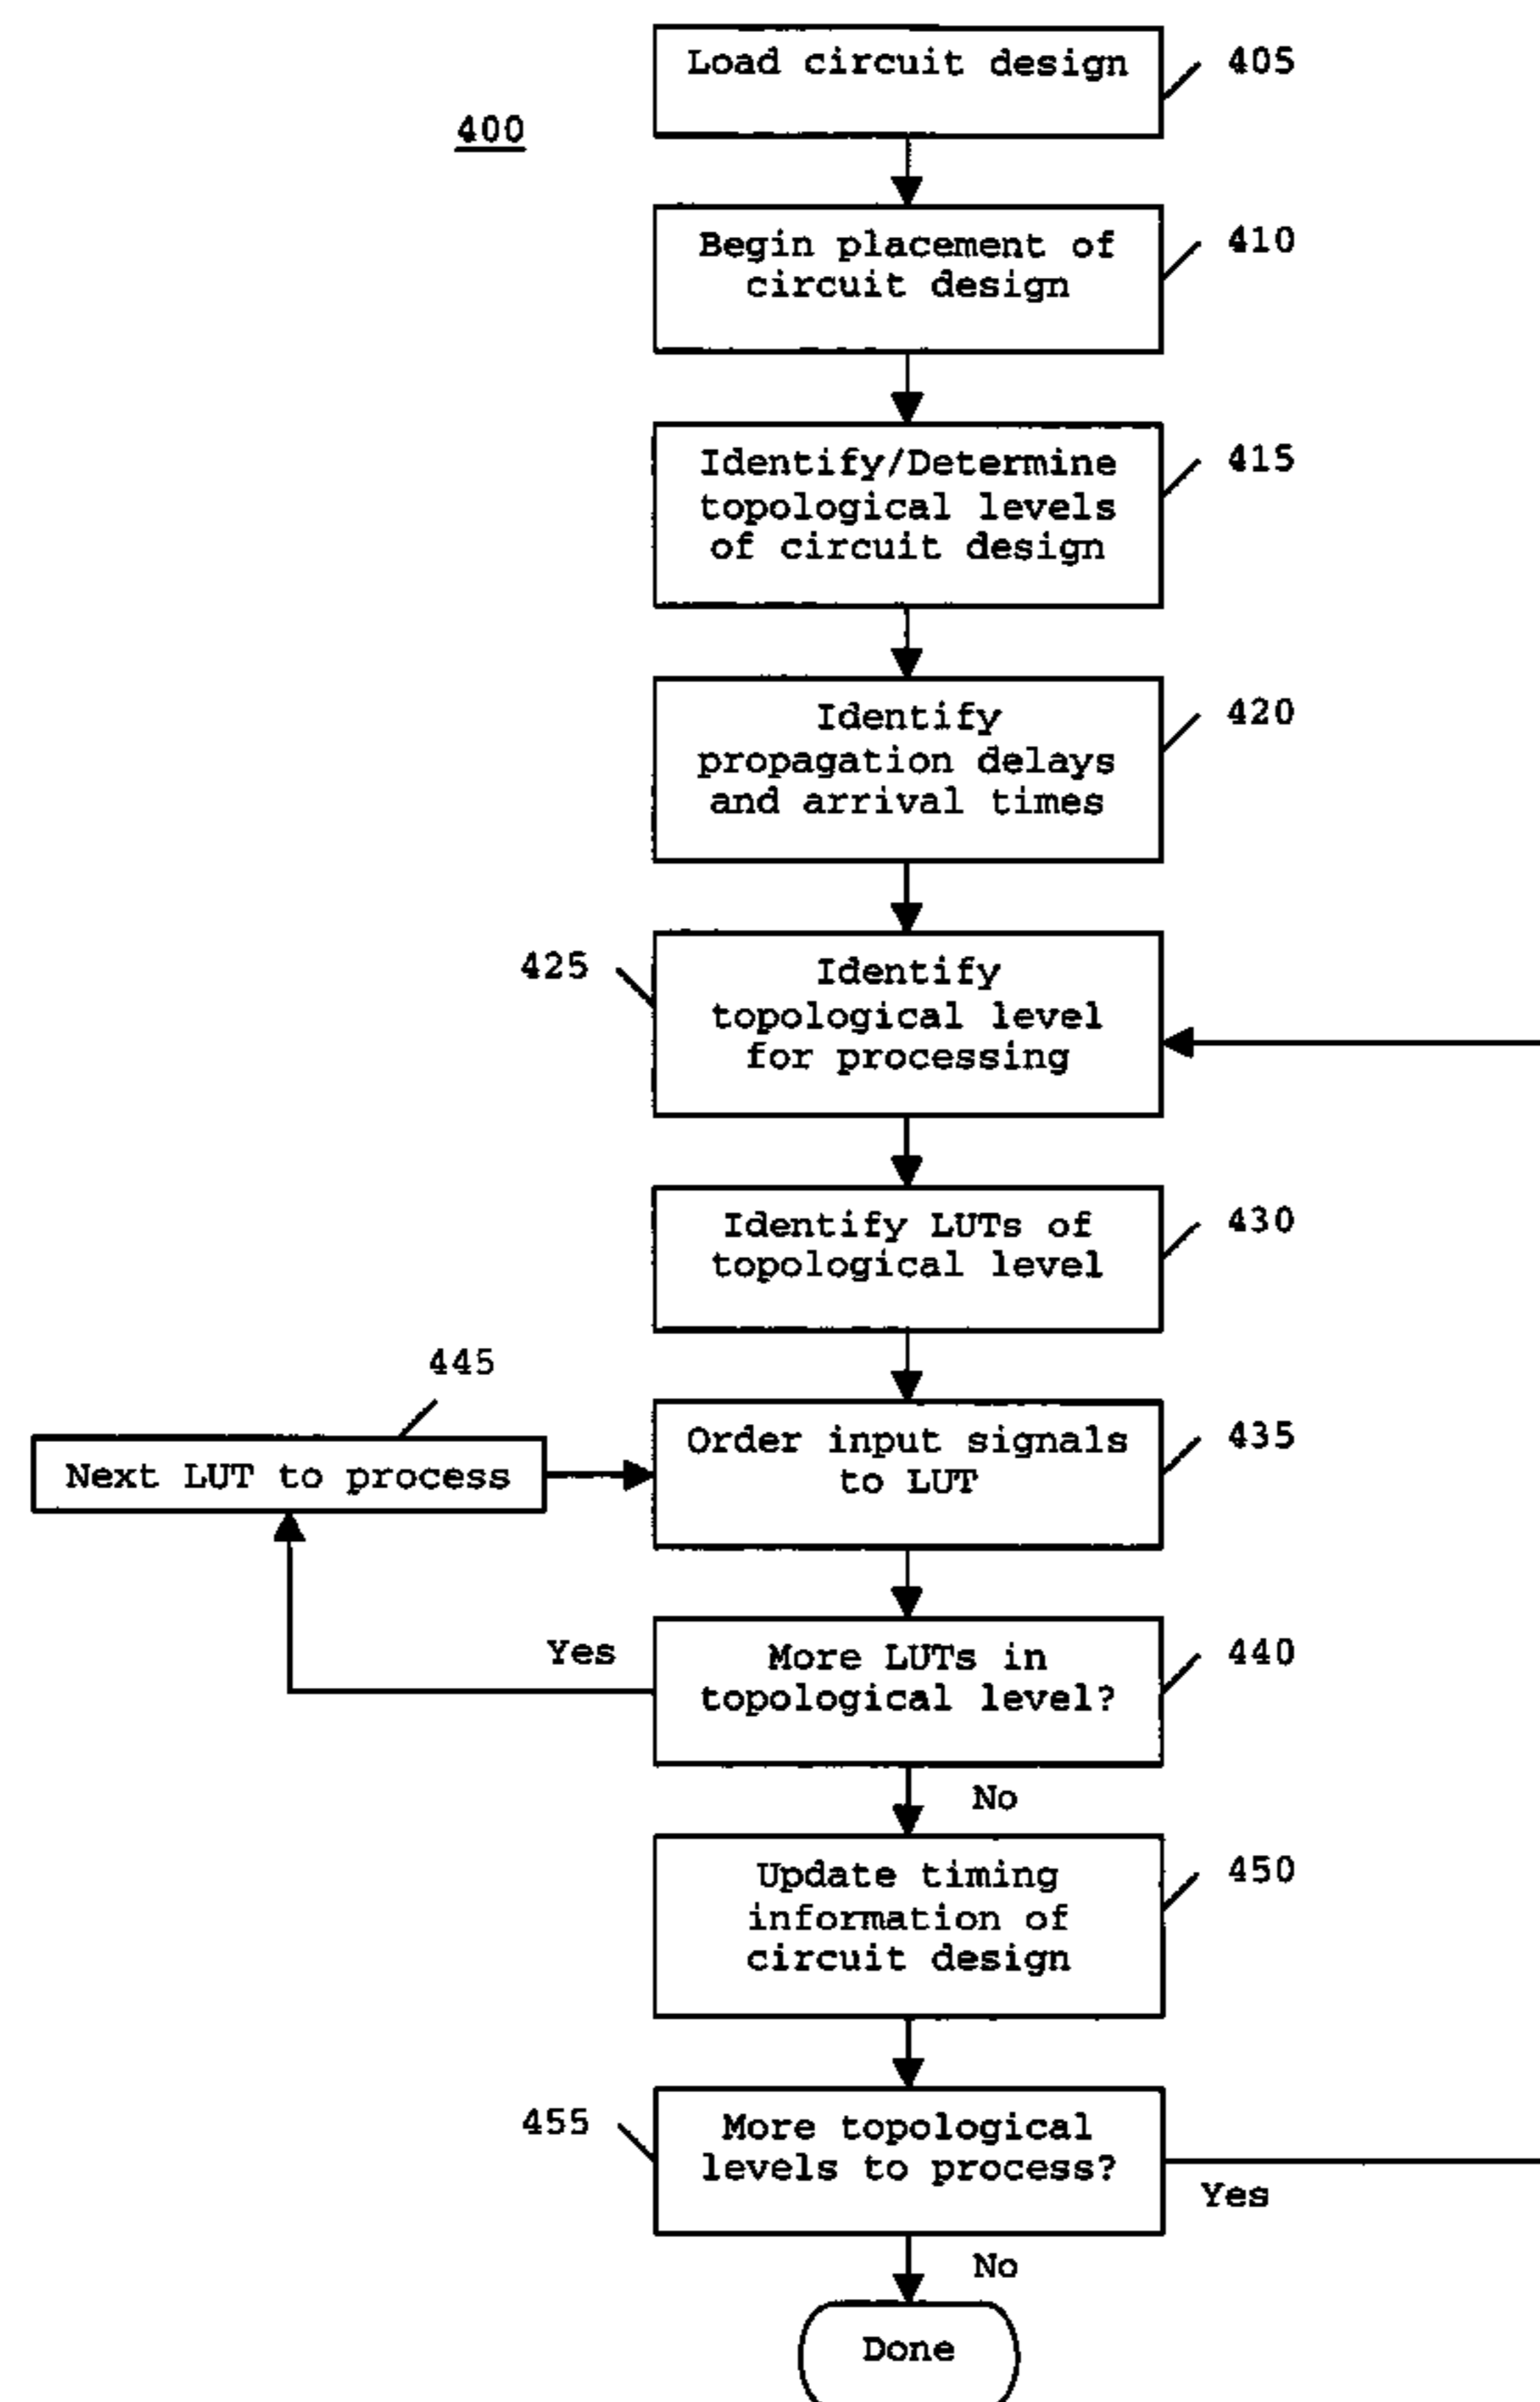 Load circuit design
405
400
Begin placement of
circuit design
410
Identify/Determine
topological levels
of circuit design
415
Identify
propagation delays
and arrival times
420
425
Identify
topological level
for processing
Identify LUTs of
topological level
430
445
Next LUT to process
Order input signals
to LUT
435
Yes
More LUTs in
topological level?
440
No
Update timing
information of
circuit design
450
455
More topological
levels to process?
Yes
No
Done